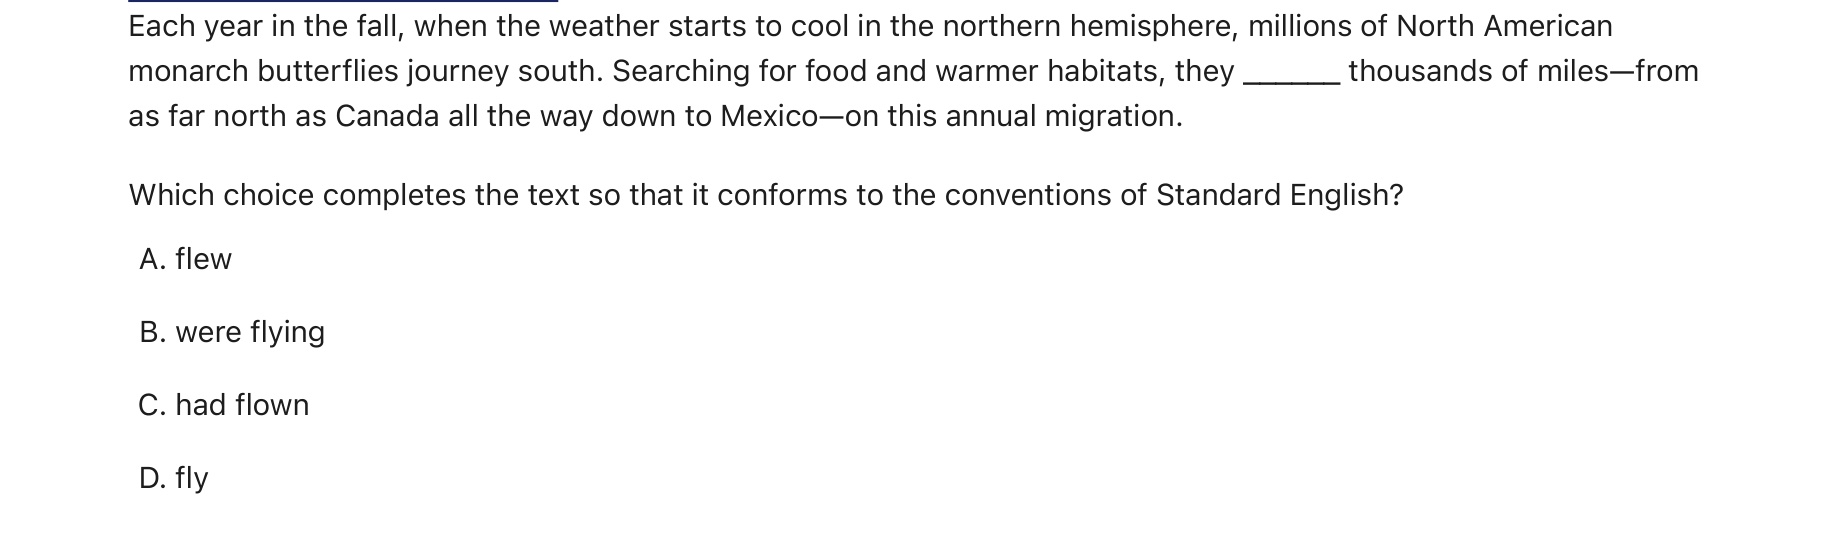 Each year in the fall, when the weather starts to cool in the northern hemisphere, millions of North American
monarch butterflies journey south. Searching for food and warmer habitats, they ______ thousands of miles—from
as far north as Canada all the way down to Mexico—on this annual migration.
Which choice completes the text so that it conforms to the conventions of Standard English?
A. flew
B. were flying
C. had flown
D. fly